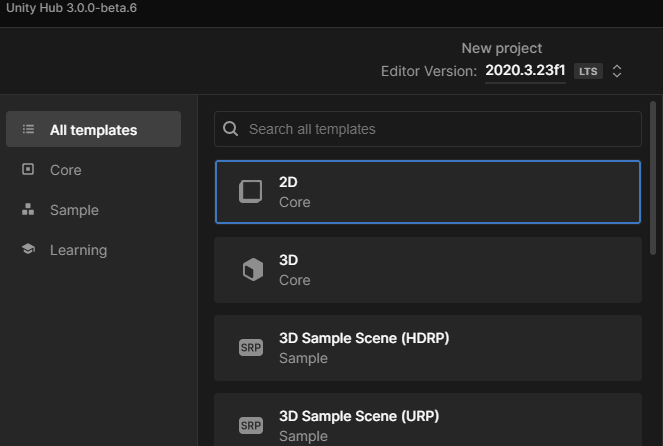 Unity Hub 3.0.0-beta.6
New project
Editor Version: 2020.3.23f1 LTS
All templates
Core
Sample
Learning
Search all templates
2D
Core
3D
Core
SRP
3D Sample Scene (HDRP)
Sample
SRP
3D Sample Scene (URP)
Sample